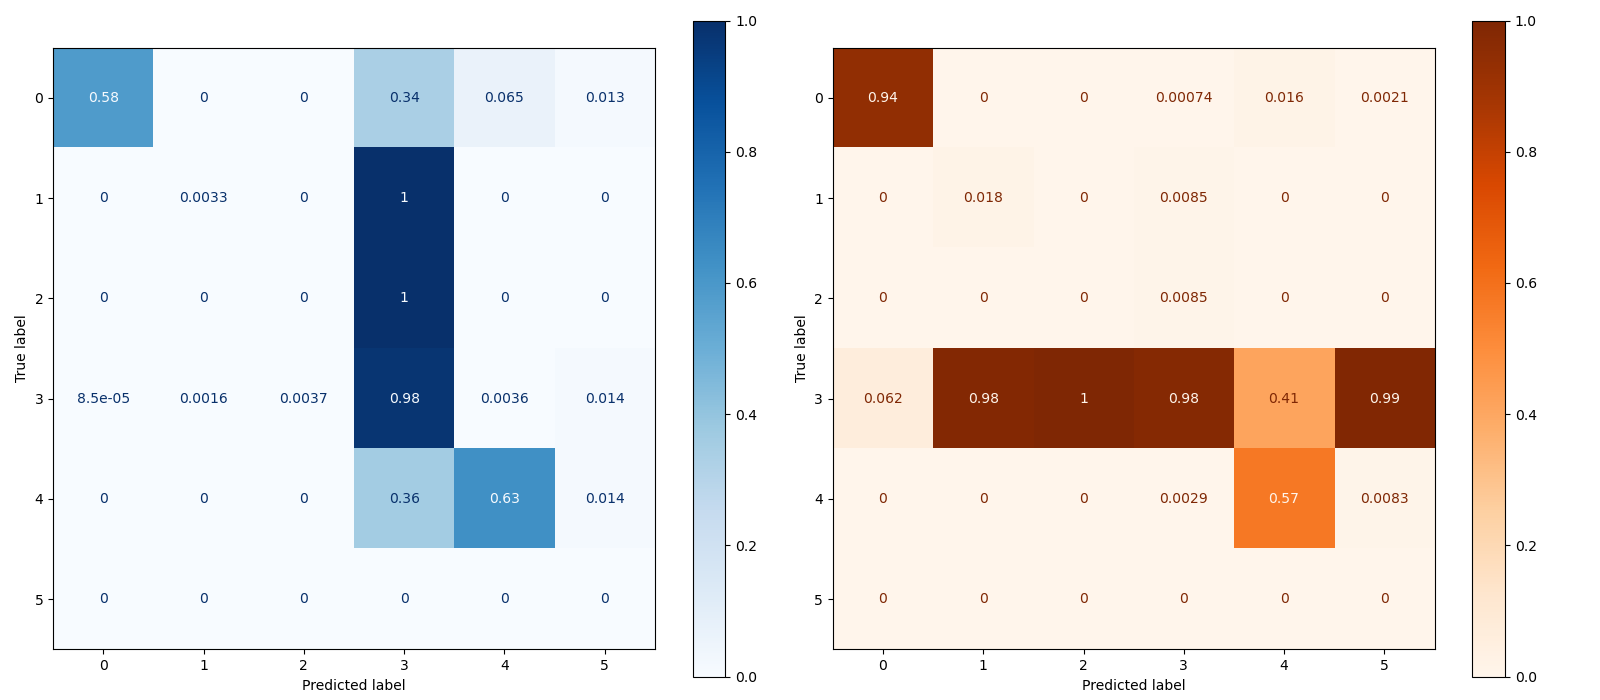 1.0
0.8
0.6
0.4
0.2
0.0
True label
0 0.58 0 0 0.34 0.065 0.013
1 0 0.0033 0 1 0 0
2 0 0 0 1 0 0
3 8.5e-05 0.0016 0.0037 0.98 0.0036 0.014
4 0 0 0 0.36 0.63 0.014
5 0 0 0 0 0 0
0 1 2 3 4 5
Predicted label
1.0
0.8
0.6
0.4
0.2
0.0
True label
0 0.94 0 0 0.00074 0.016 0.0021
1 0 0.018 0 0.0085 0 0
2 0 0 0 0.0085 0 0
3 0.062 0.98 1 0.98 0.41 0.99
4 0 0 0 0.0029 0.57 0.0083
5 0 0 0 0 0 0
0 1 2 3 4 5
Predicted label